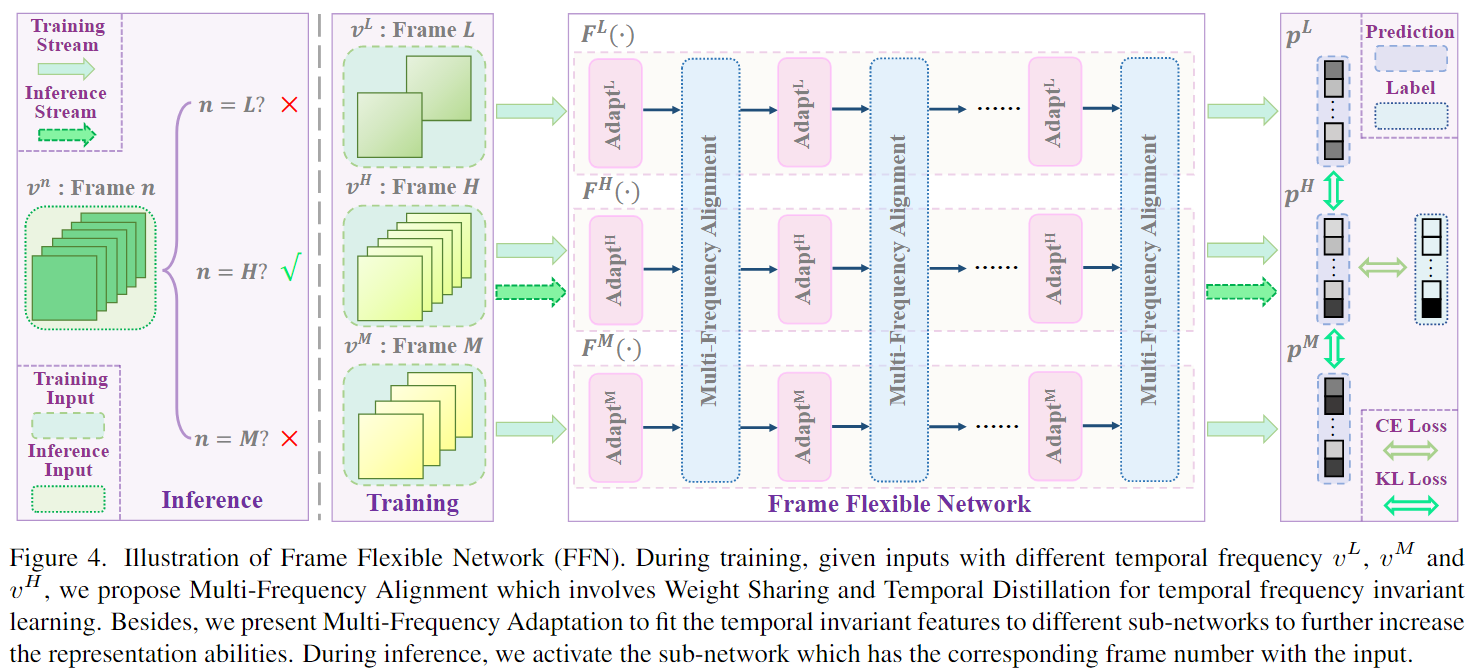 Training
Stream
Inference
Stream
n = L?
vⁿ : Frame n
n = H?
n = M?
Training
Input
Inference
Input
Inference
v^L : Frame L
v^H : Frame H
v^M : Frame M
Training
F^L(·)
Adapt^L
Adapt^L
......
Adapt^L
F^H(·)
Adapt^H
Adapt^H
......
Adapt^H
F^M(·)
Adapt^M
Adapt^M
......
Adapt^M
Multi-Frequency Alignment
Multi-Frequency Alignment
Multi-Frequency Alignment
Frame Flexible Network
p^L
p^H
p^M
Prediction
Label
CE Loss
KL Loss
Figure 4. Illustration of Frame Flexible Network (FFN). During training, given inputs with different temporal frequency v^L, v^M and
v^H, we propose Multi-Frequency Alignment which involves Weight Sharing and Temporal Distillation for temporal frequency invariant
learning. Besides, we present Multi-Frequency Adaptation to fit the temporal invariant features to different sub-networks to further increase
the representation abilities. During inference, we activate the sub-network which has the corresponding frame number with the input.